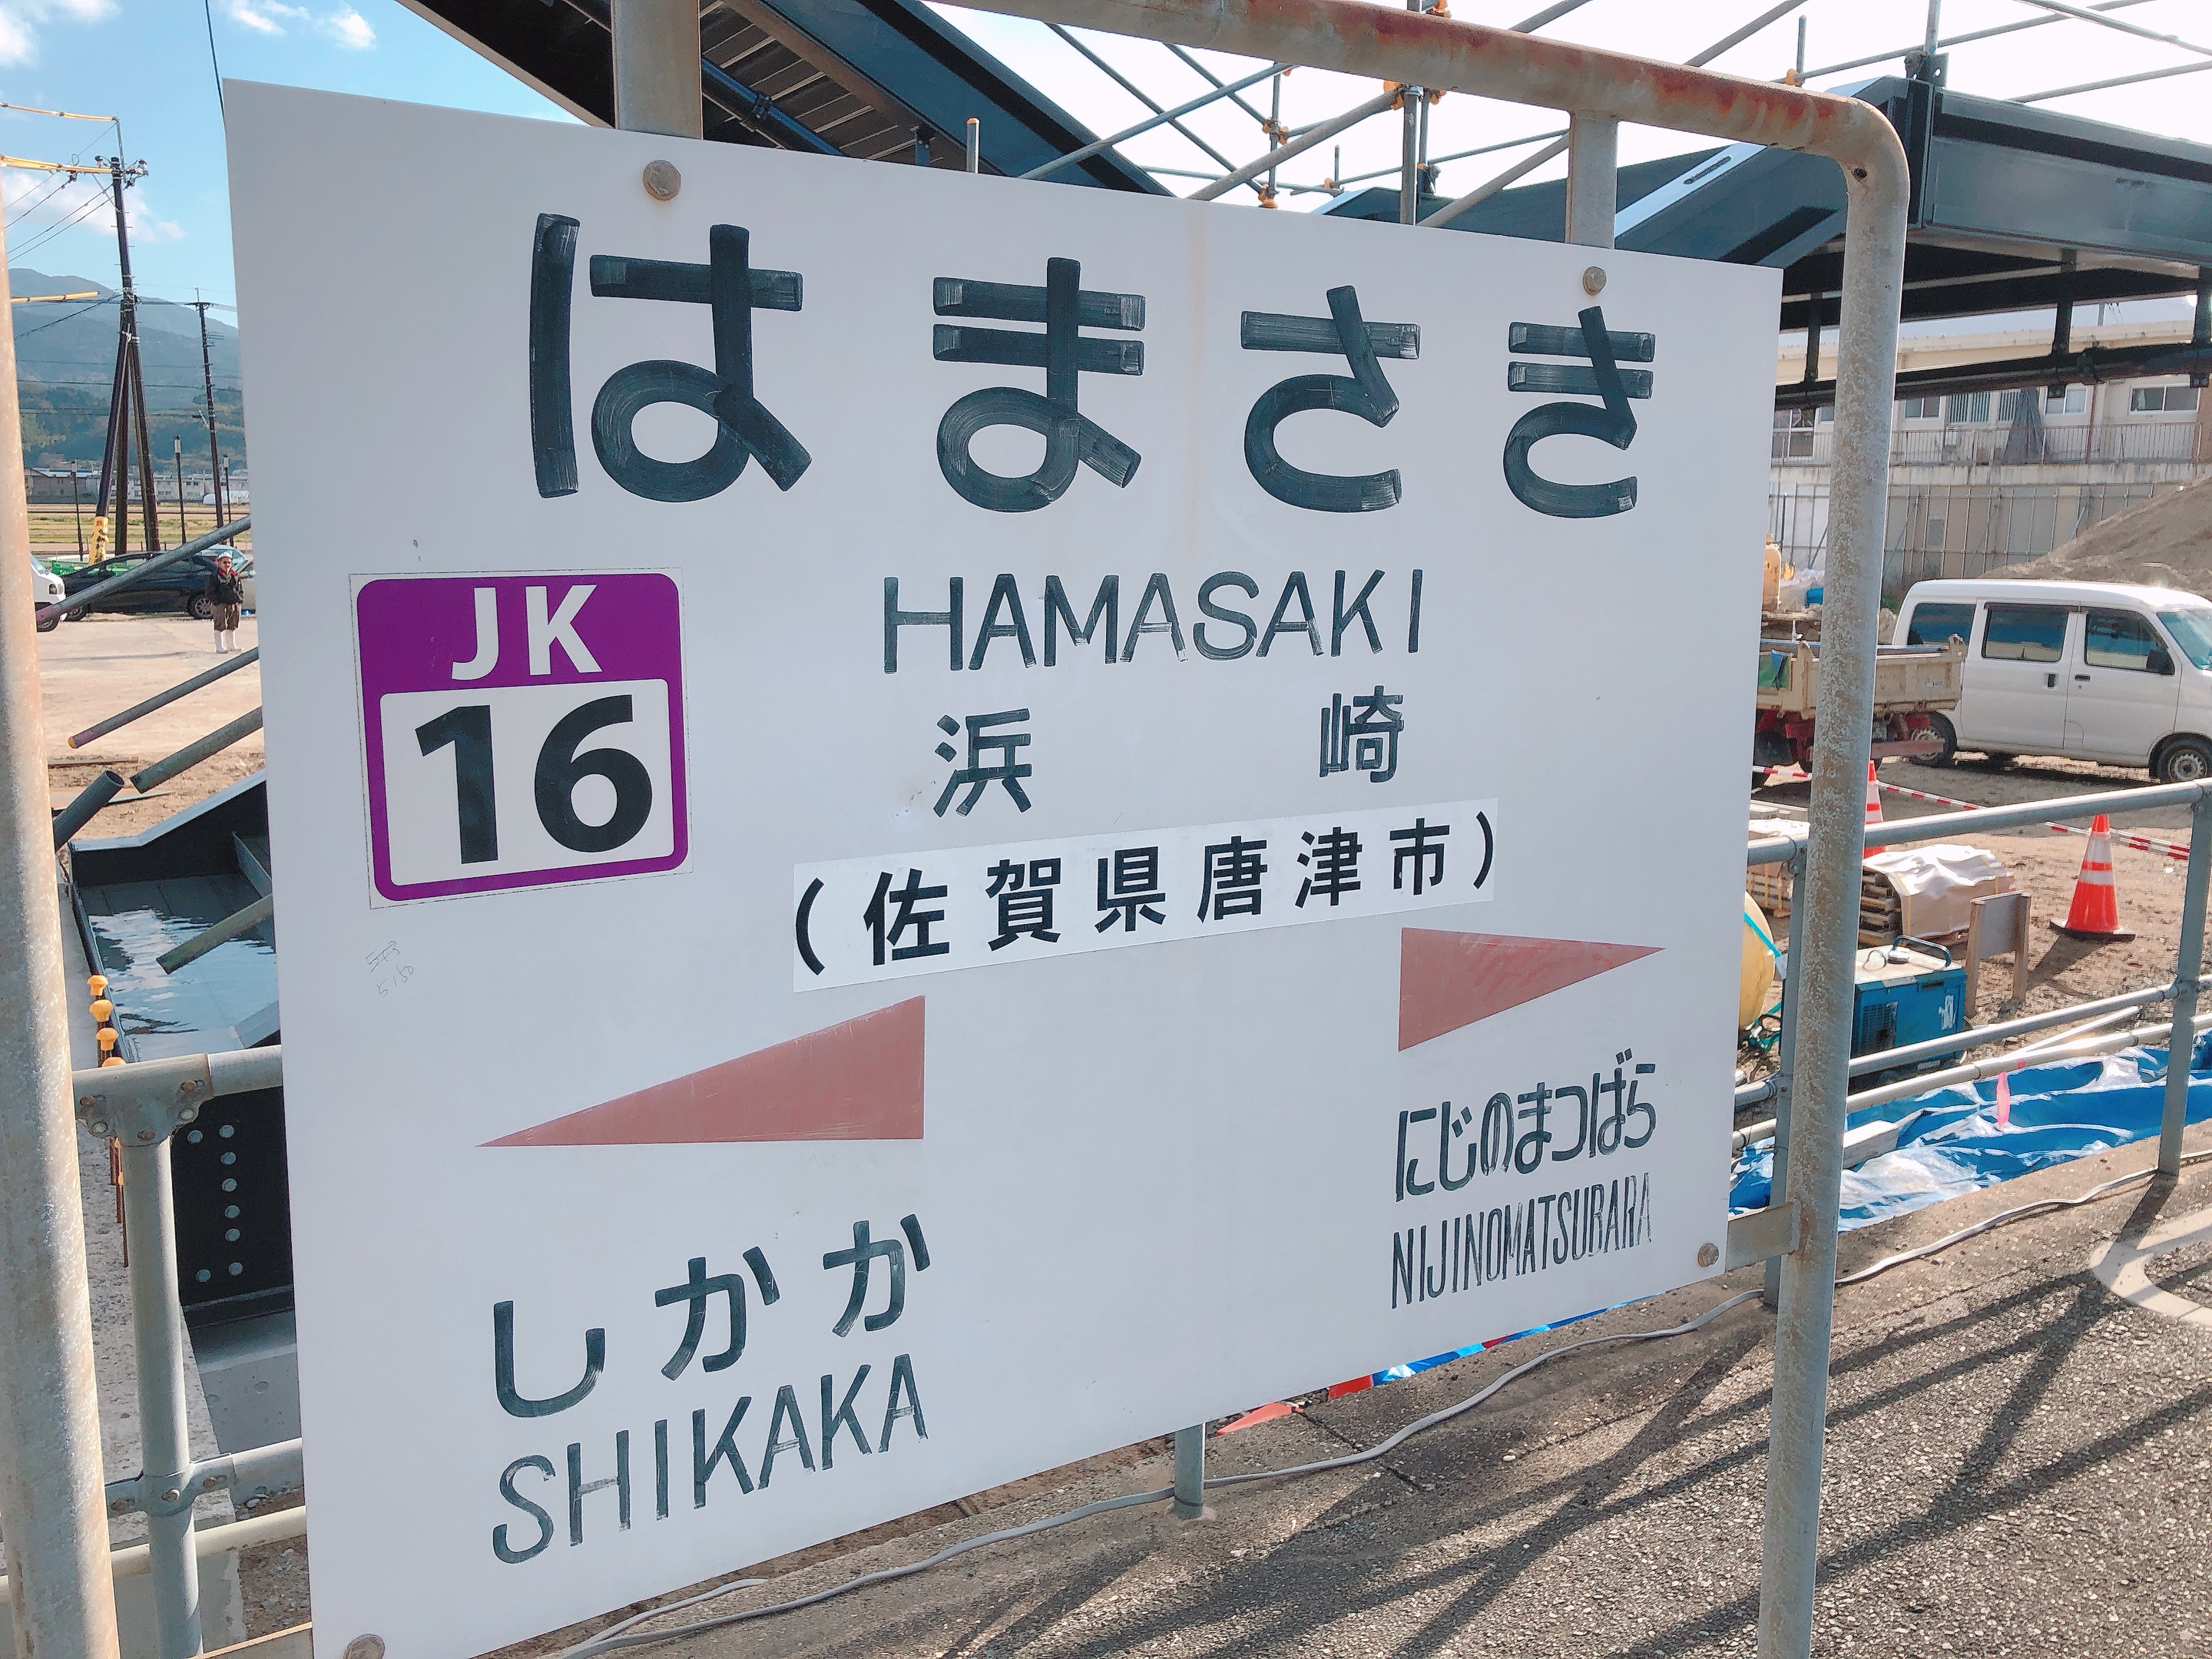 はまさき
HAMASAKI
JK
16
浜崎
(佐賀県唐津市)
にじのまつばら
NIJINOMATSUBARA
しかか
SHIKAKA